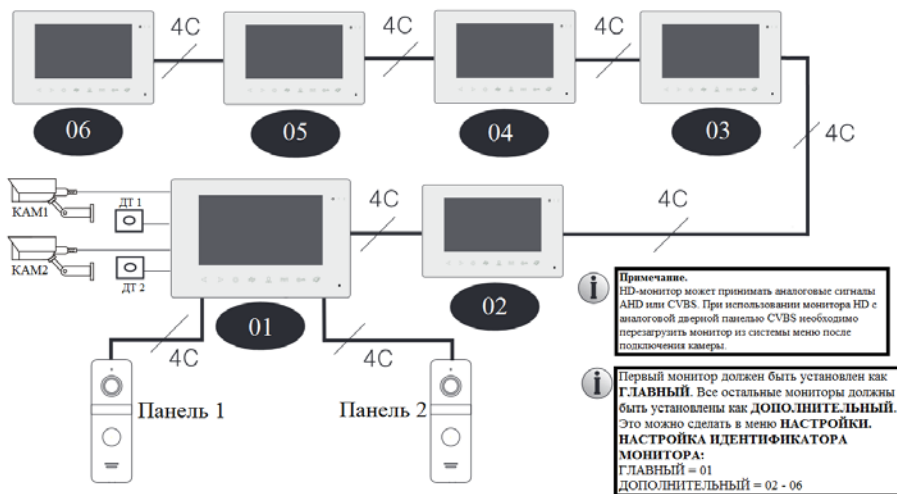 4C
4C
4C
06
05
04
03
4C
КАМ1
ДТ 1
4C
4C
КАМ2
ДТ 2
01
02
4C
4C
Панель 1
Панель 2
Примечание.
HD-монитор может принимать аналоговые сигналы
AHD или CVBS. При использовании монитора HD с
аналоговой дверной панелью CVBS необходимо
перезагрузить монитор из системы меню после
подключения камеры.
Первый монитор должен быть установлен как
ГЛАВНЫЙ. Все остальные мониторы должны
быть установлены как ДОПОЛНИТЕЛЬНЫЙ.
Это можно сделать в меню НАСТРОЙКИ.
НАСТРОЙКА ИДЕНТИФИКАТОРА
МОНИТОРА:
ГЛАВНЫЙ = 01
ДОПОЛНИТЕЛЬНЫЙ = 02 - 06